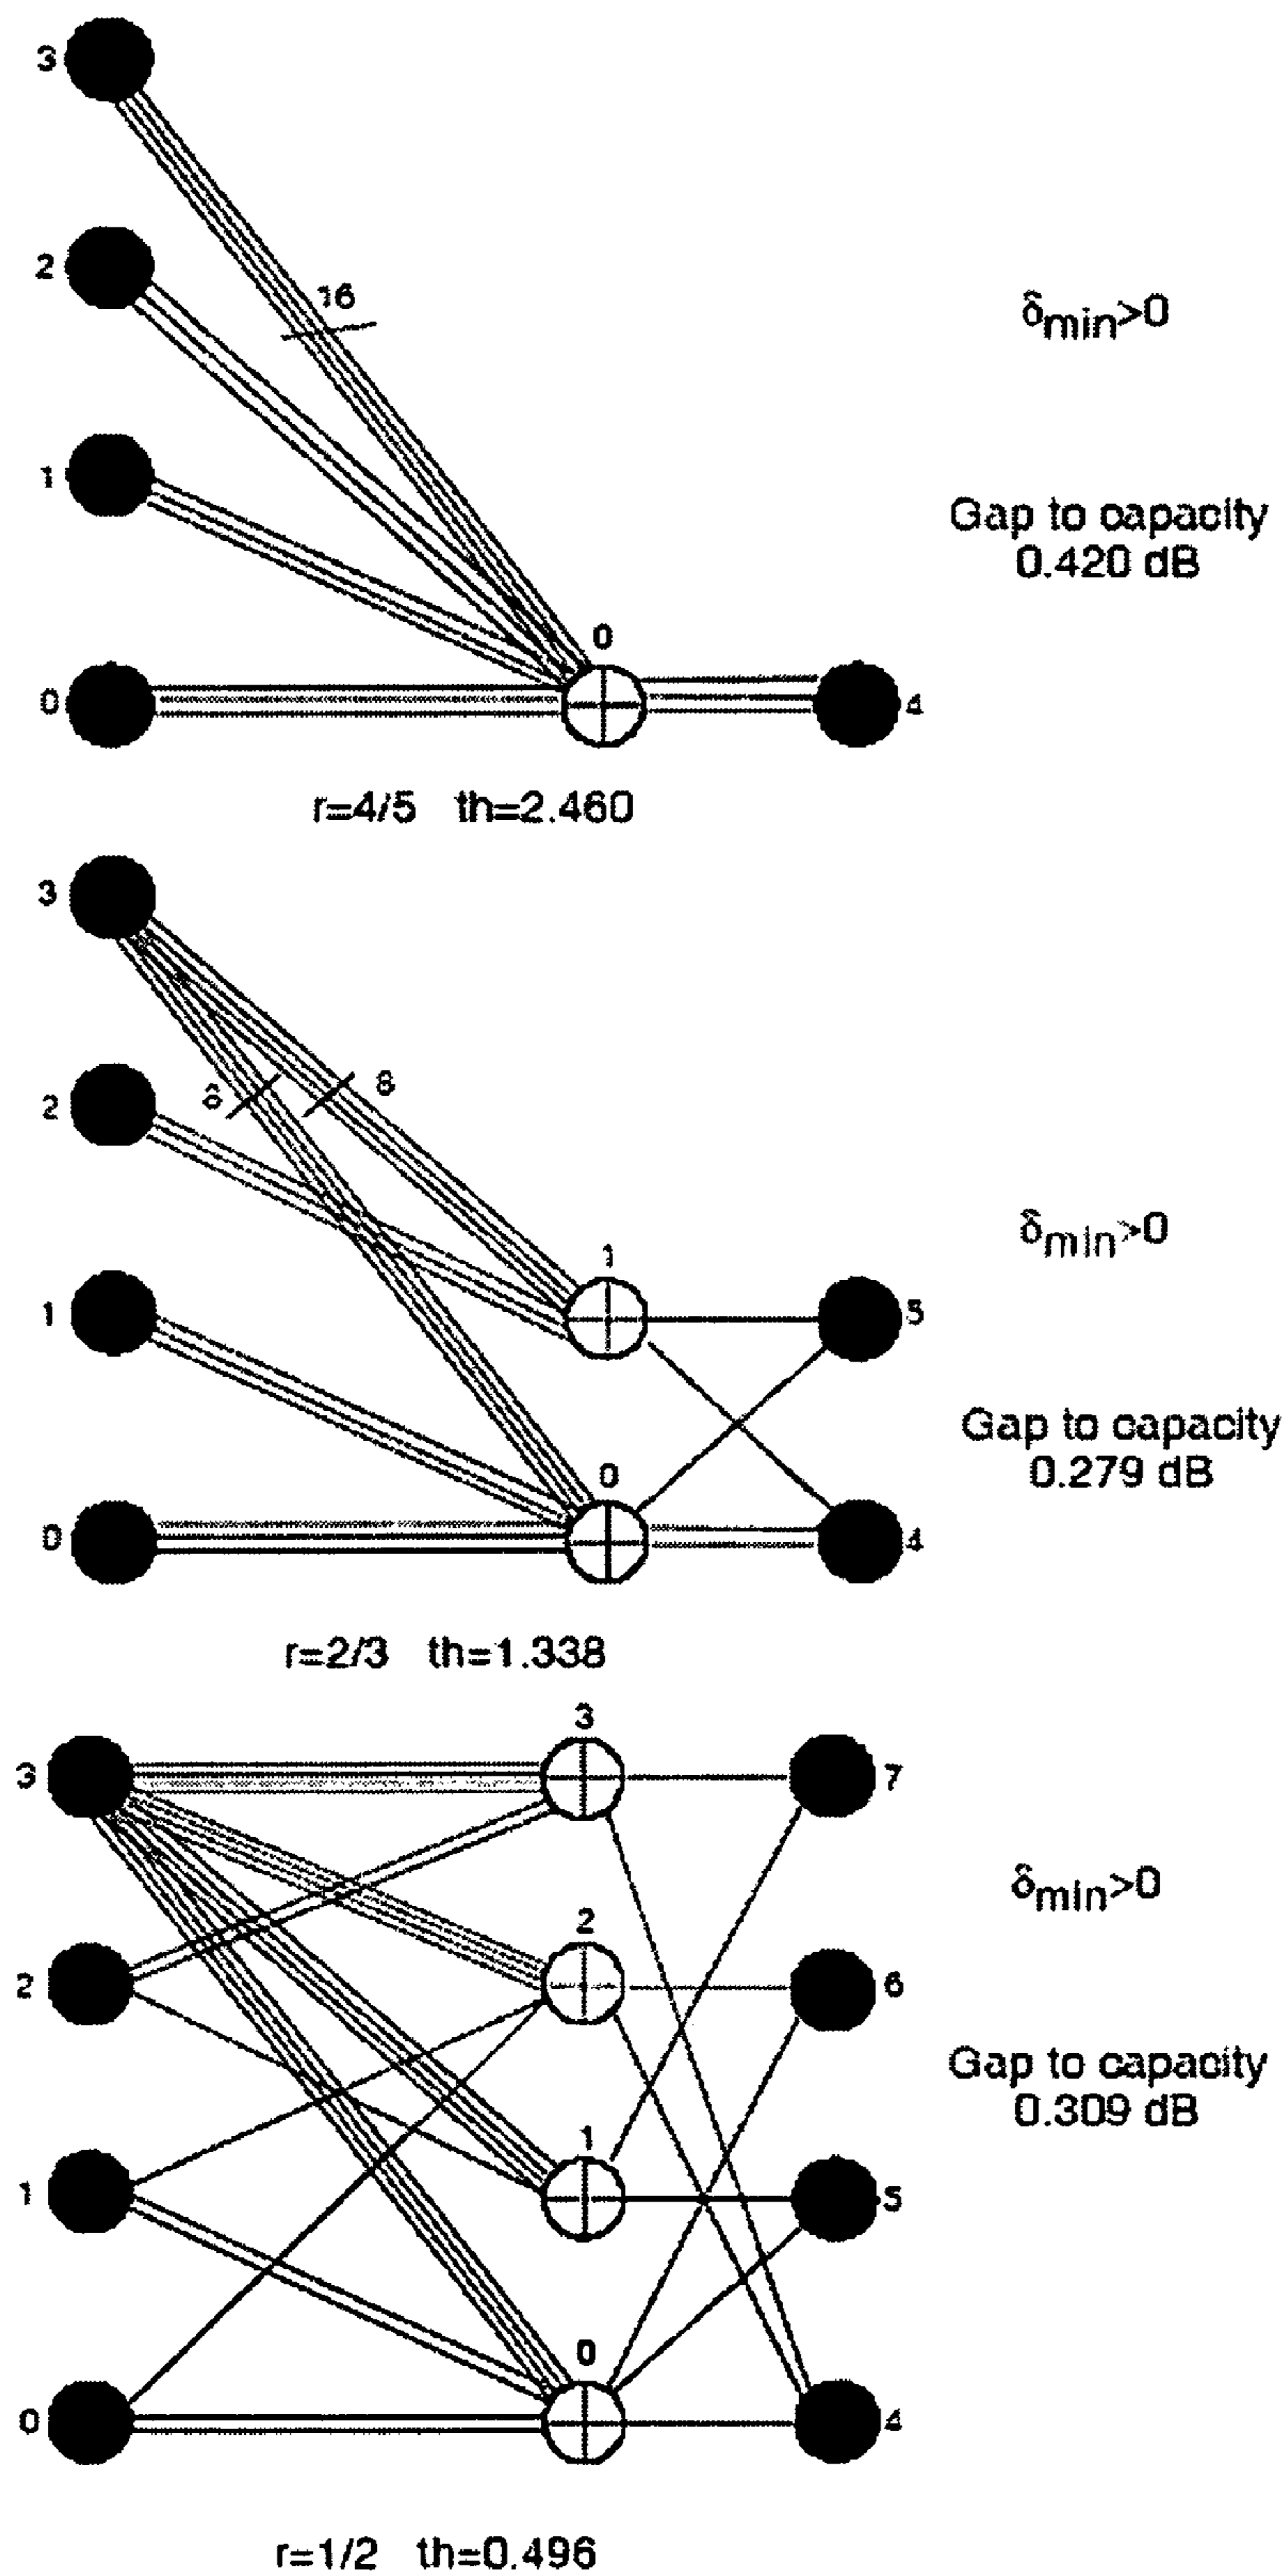 3
2
16
δmin>0
1
Gap to capacity
0.420 dB
0
0
4
r=4/5 th=2.460
3
8
8
2
δmin>0
1
1
5
Gap to capacity
0.279 dB
0
0
4
r=2/3 th=1.338
3
3
7
δmin>0
2
2
6
Gap to capacity
0.309 dB
1
1
5
0
0
4
r=1/2 th=0.496